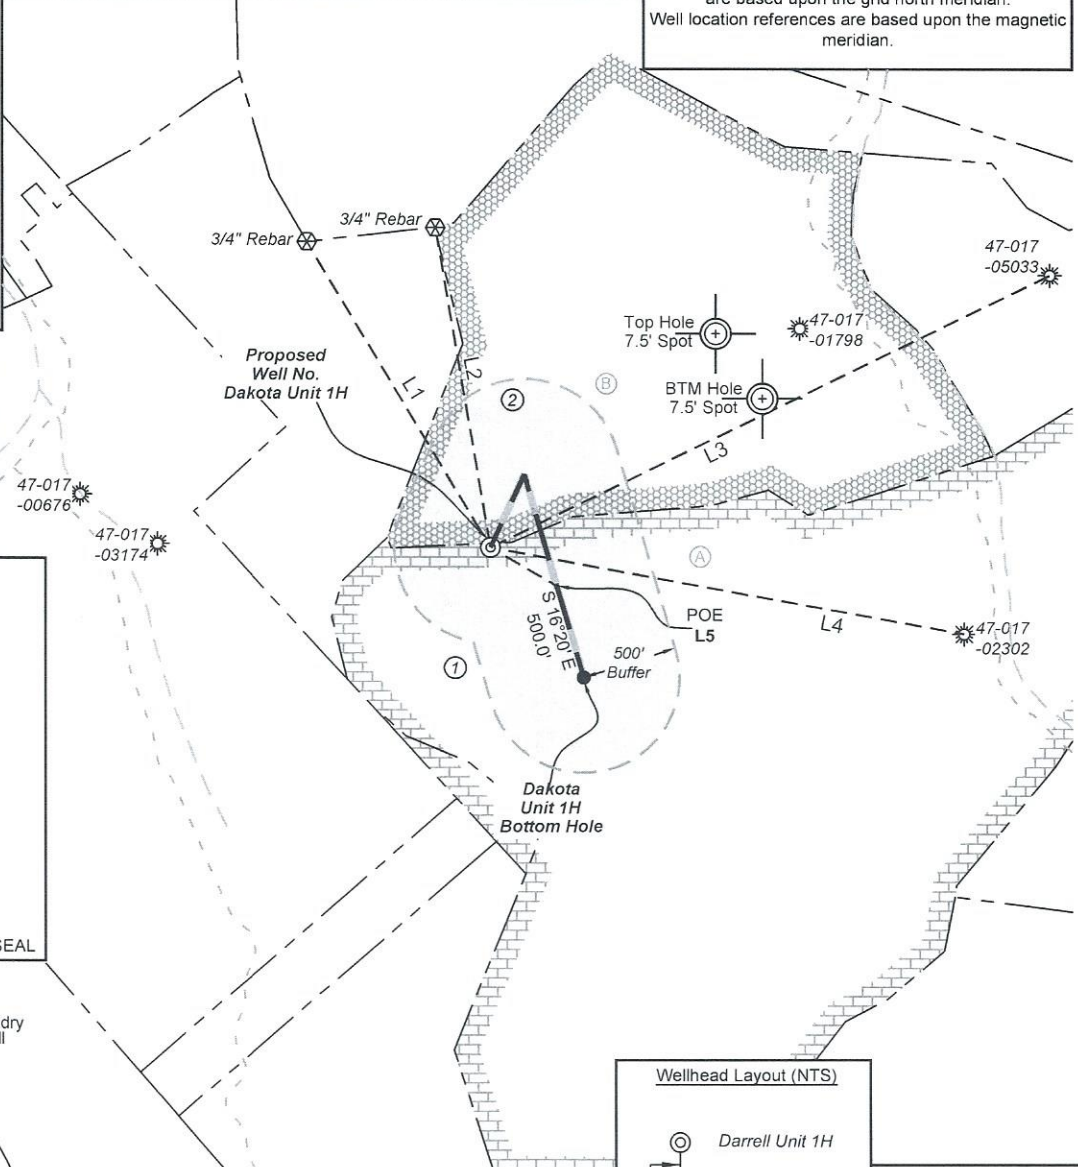 are based upon the grid north meridian.
Well location references are based upon the magnetic
meridian.
3/4" Rebar
3/4" Rebar
47-017
-05033
Top Hole
7.5' Spot
47-017
-01798
Proposed
Well No.
Dakota Unit 1H
L1
L2
2
B
BTM Hole
7.5' Spot
L3
47-017
-00676
47-017
-03174
A
S 16°20' E
500.0'
POE
L5
L4
47-017
-02302
1
500'
Buffer
Dakota
Unit 1H
Bottom Hole
SEAL
dry
Wellhead Layout (NTS)
Darrell Unit 1H